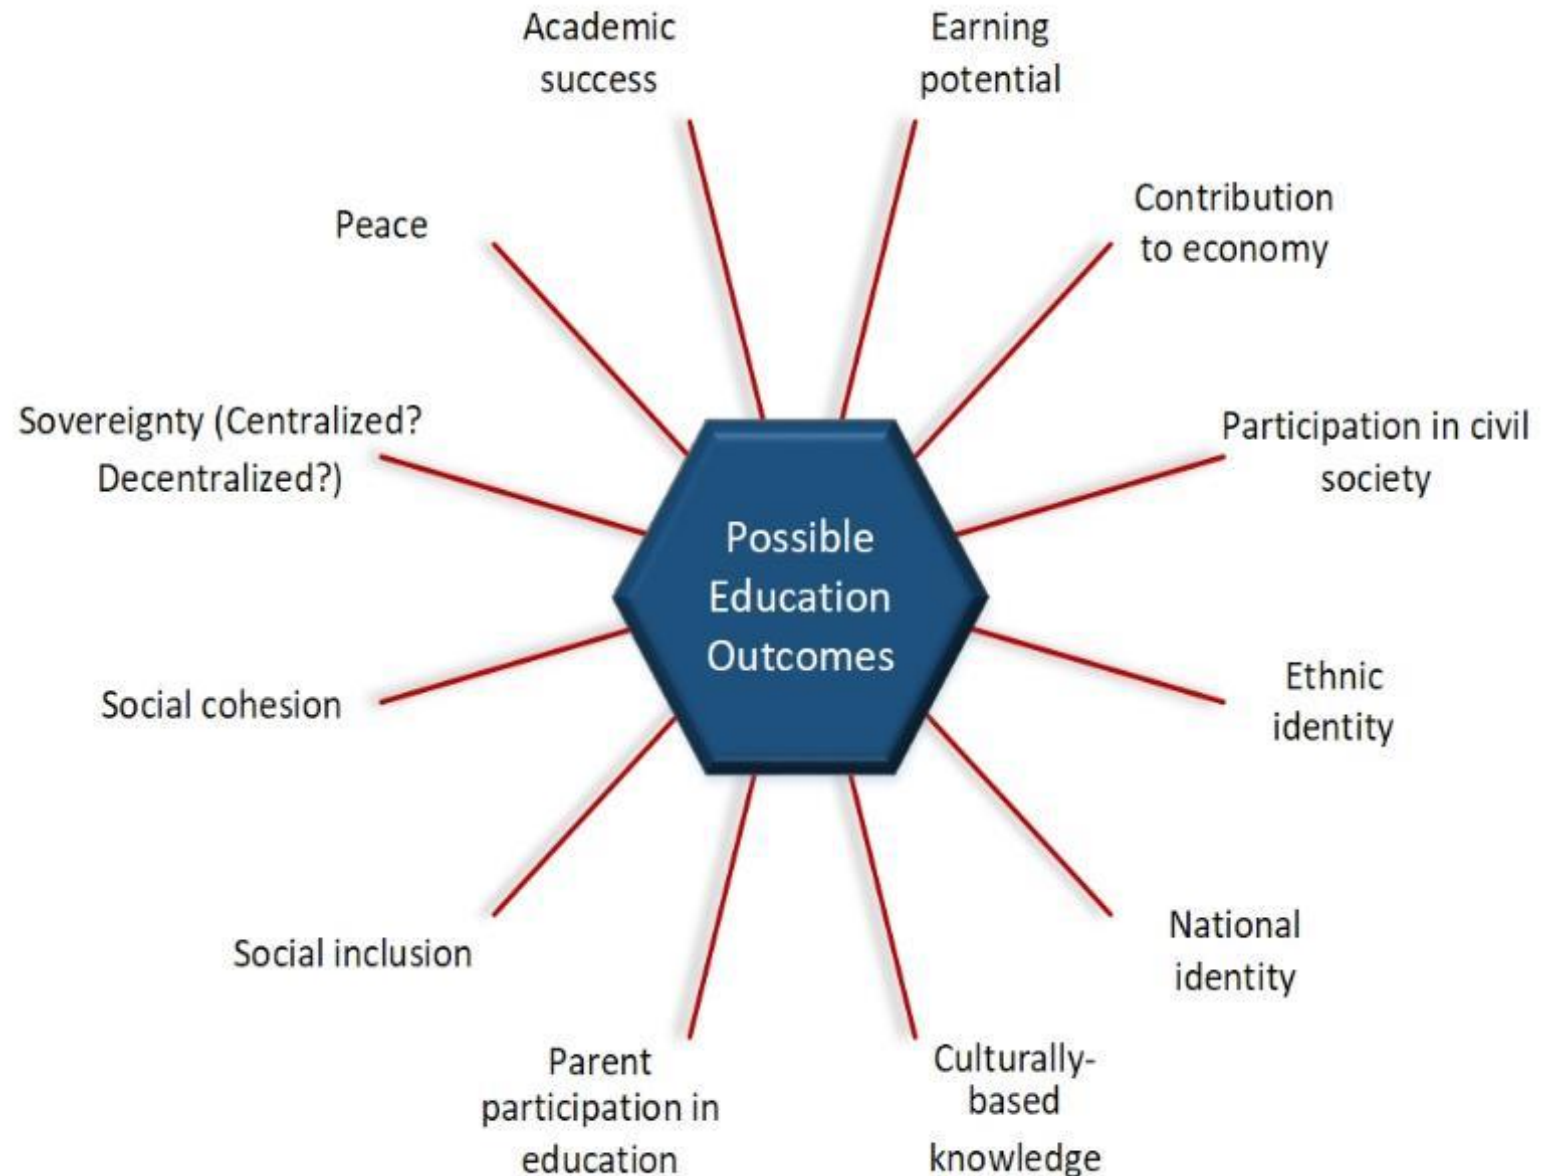 Academic
success
Earning
potential
Contribution
to economy
Participation in civil
society
Ethnic
identity
National
identity
Culturally-
based
knowledge
Parent
participation in
education
Social inclusion
Social cohesion
Sovereignty (Centralized?
Decentralized?)
Peace
Possible
Education
Outcomes